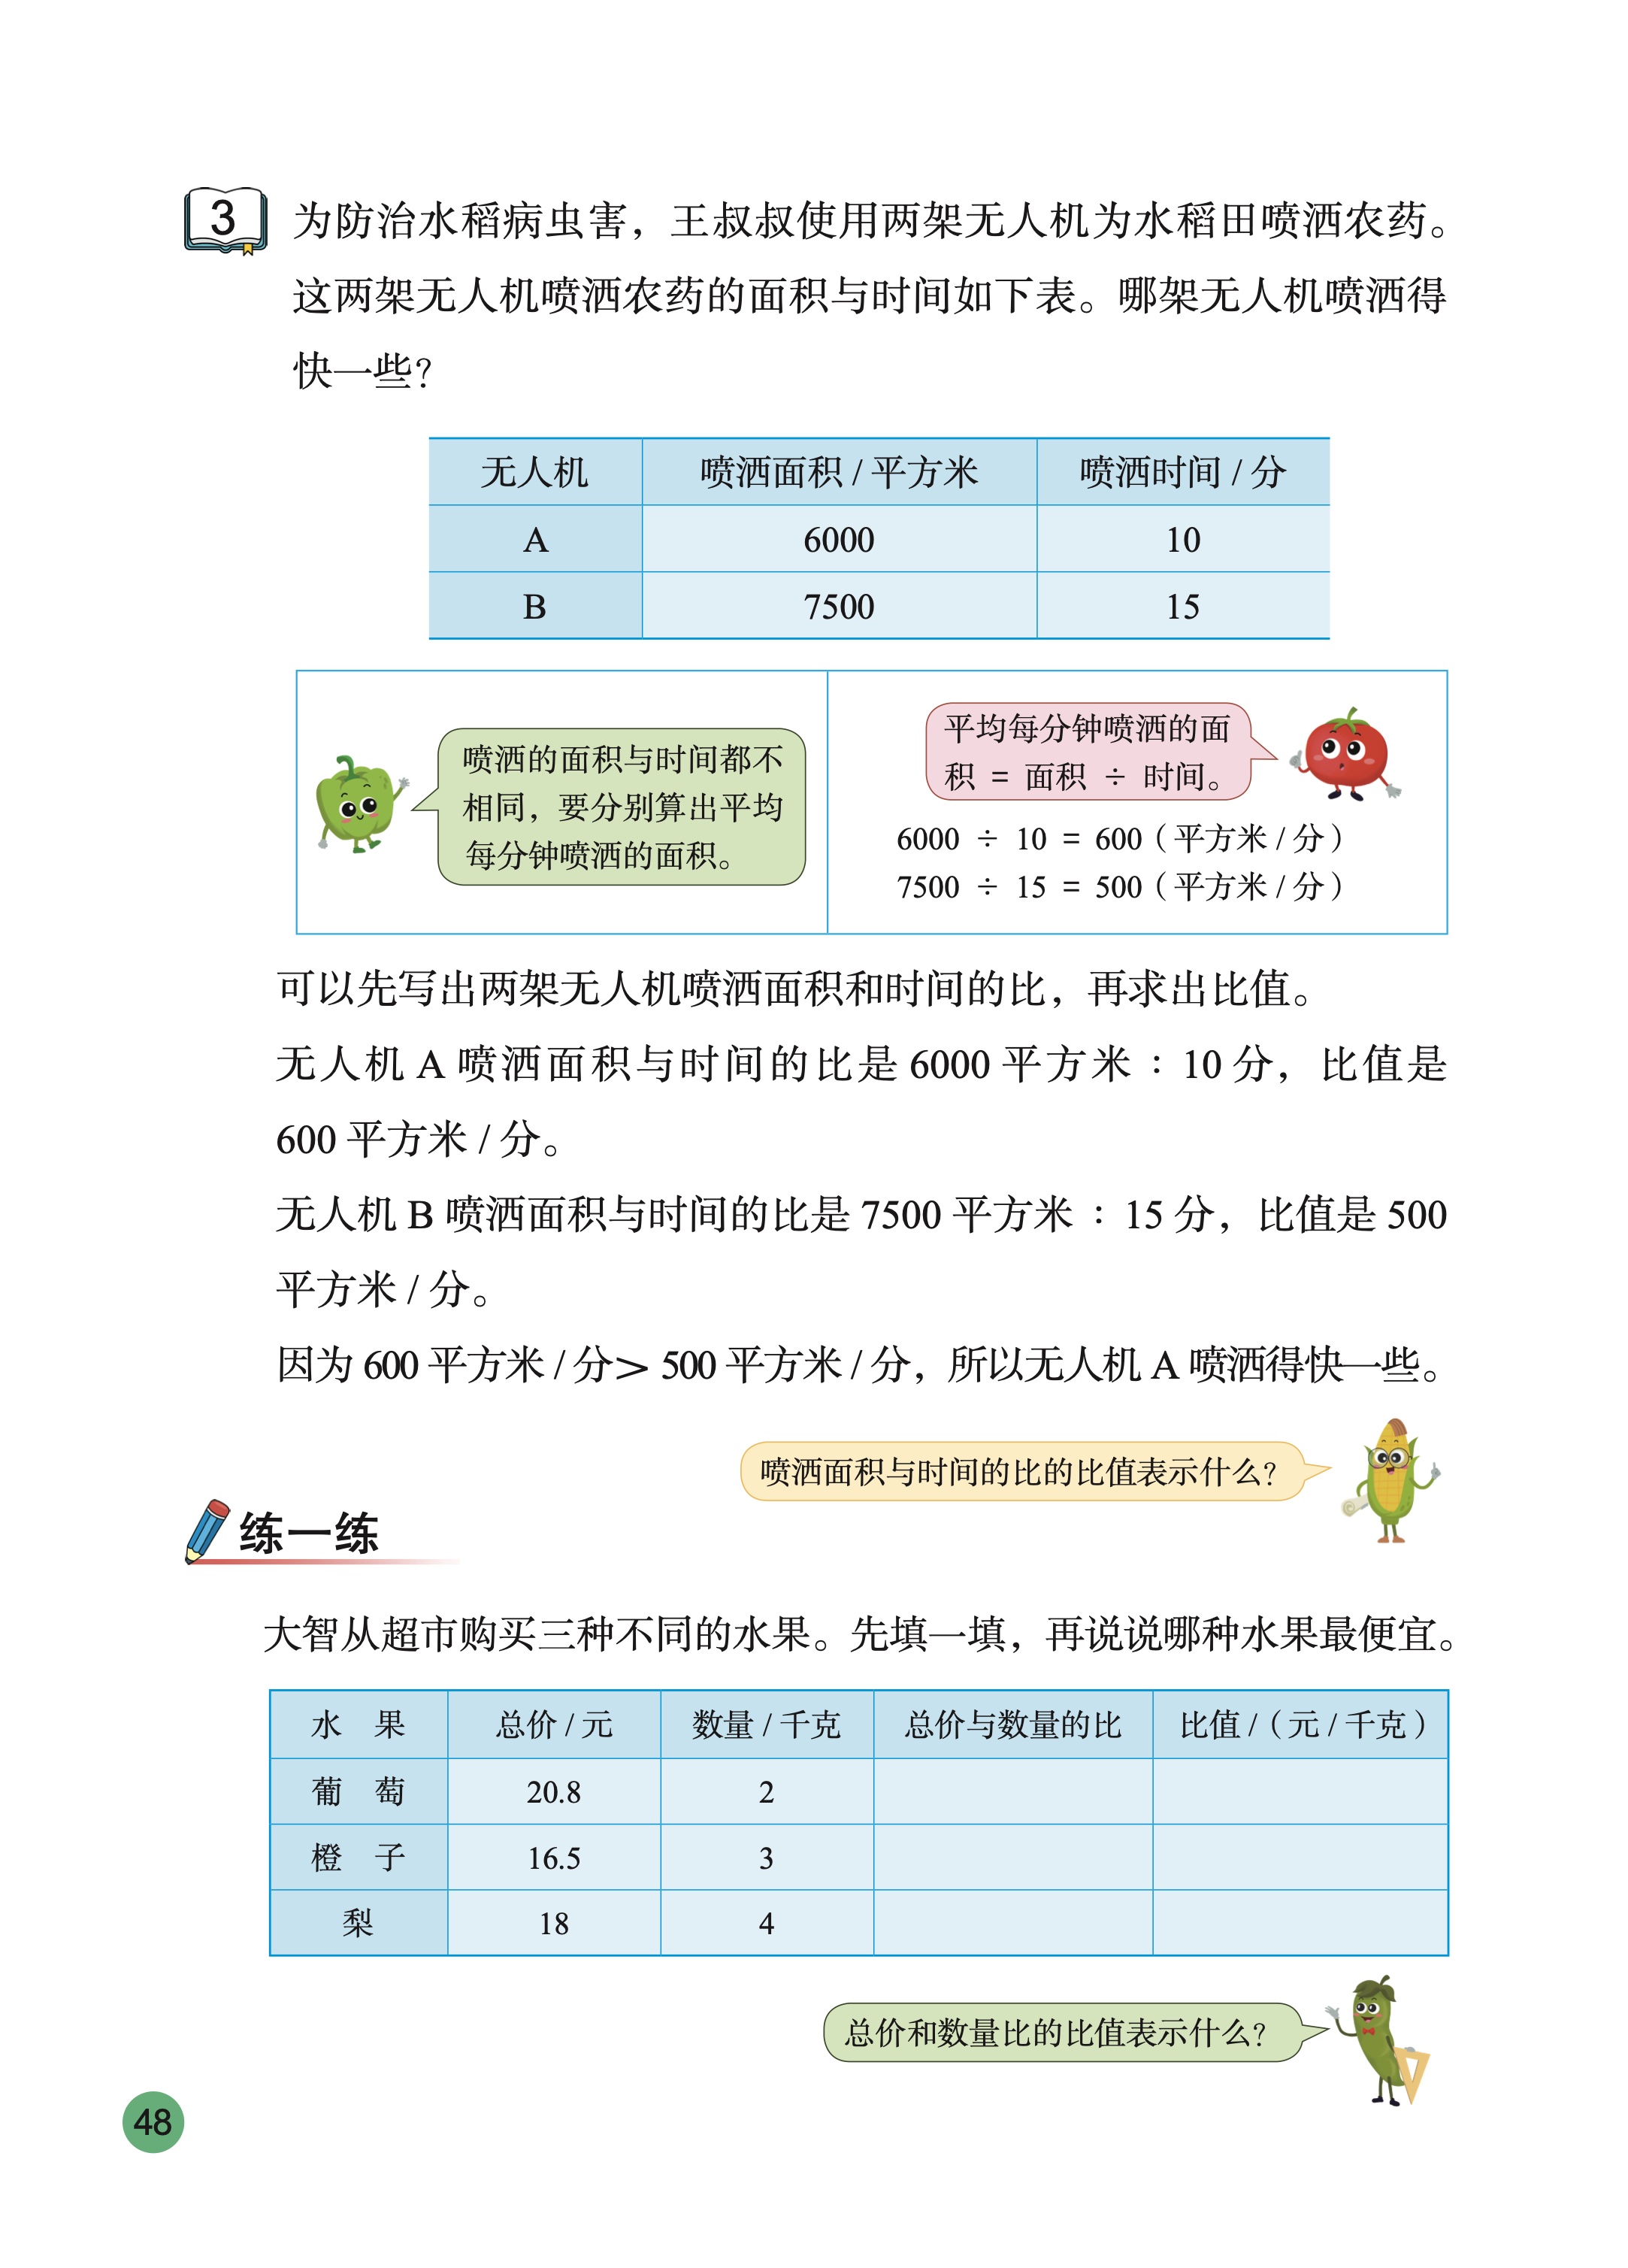 3
为防治水稻病虫害，王叔叔使用两架无人机为水稻田喷洒农药。
这两架无人机喷洒农药的面积与时间如下表。哪架无人机喷洒得
快一些？
无人机 喷洒面积 / 平方米 喷洒时间 / 分
A 6000 10
B 7500 15
喷洒的面积与时间都不
相同，要分别算出平均
每分钟喷洒的面积。
平均每分钟喷洒的面
积 = 面积 ÷ 时间。
6000 ÷ 10 = 600（平方米 / 分）
7500 ÷ 15 = 500（平方米 / 分）
可以先写出两架无人机喷洒面积和时间的比，再求出比值。
无人机 A 喷洒面积与时间的比是 6000 平方米：10 分，比值是
600 平方米 / 分。
无人机 B 喷洒面积与时间的比是 7500 平方米：15 分，比值是 500
平方米 / 分。
因为 600 平方米 / 分＞ 500 平方米 / 分，所以无人机 A 喷洒得快一些。
喷洒面积与时间的比的比值表示什么？
练一练
大智从超市购买三种不同的水果。先填一填，再说说哪种水果最便宜。
水 果 总价 / 元 数量 / 千克 总价与数量的比 比值 /（元 / 千克）
葡 萄 20.8 2
橙 子 16.5 3
梨 18 4
总价和数量比的比值表示什么？
48